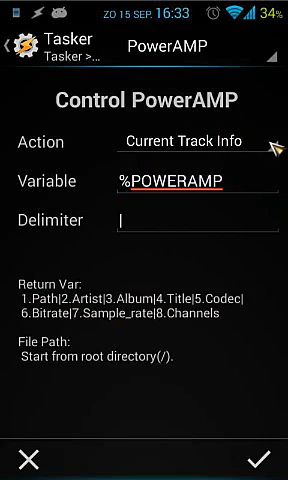 ZO 15 SEP. 16:33 34%
Tasker
Tasker >...
PowerAMP
Control PowerAMP
Action Current Track Info
Variable %POWERAMP
Delimiter |
Return Var:
1.Path|2.Artist|3.Album|4.Title|5.Codec|
6.Bitrate|7.Sample_rate|8.Channels
File Path:
Start from root directory(/).